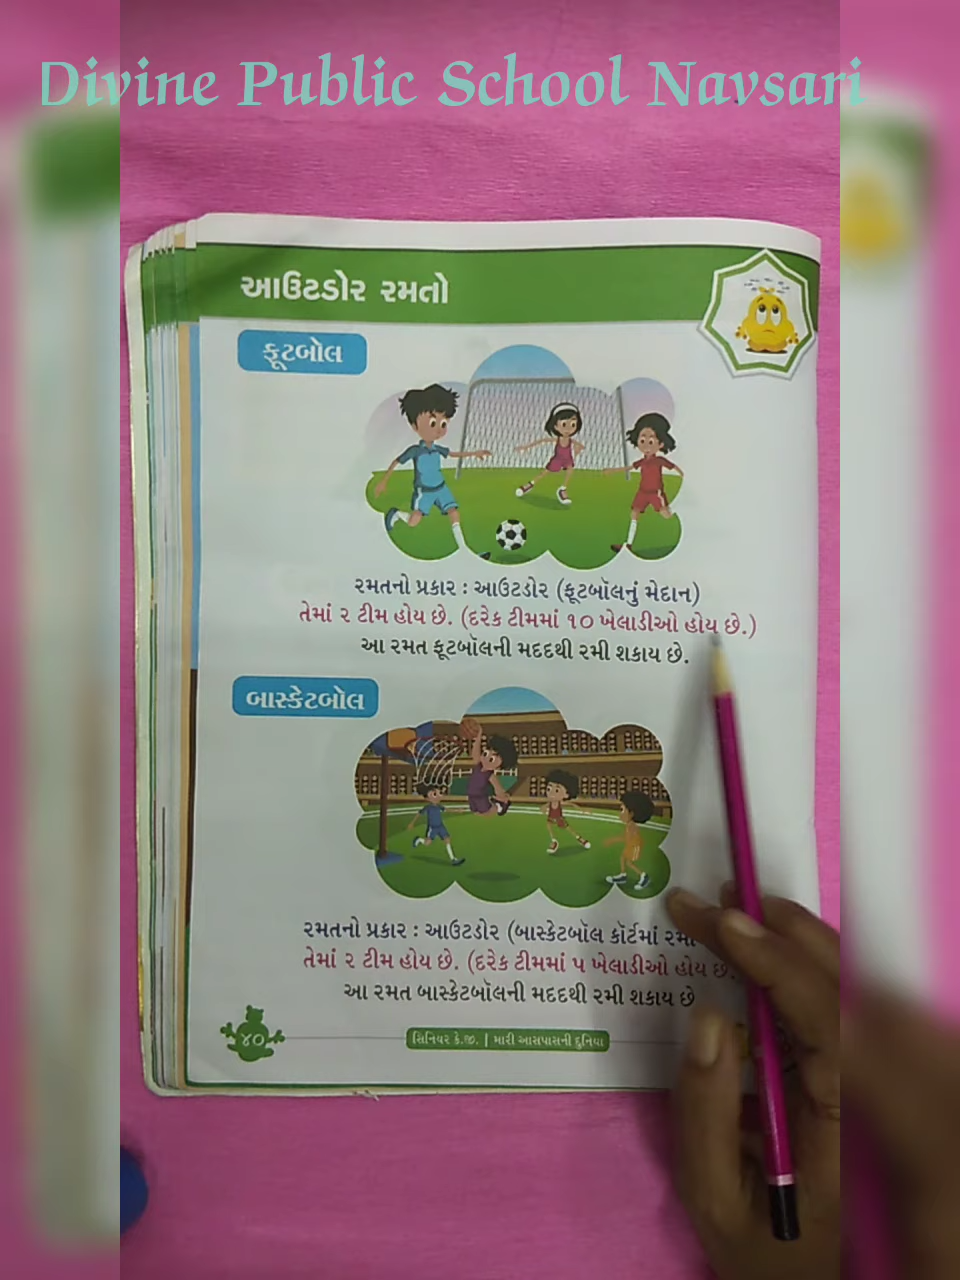 Divine Public School Navsari
આઉટડોર રમતો
ફૂટબોલ
રમતનો પ્રકાર : આઉટડોર (ફૂટબૉલનું મેદાન)
તેમાં ૨ ટીમ હોય છે. (દરેક ટીમમાં ૧૦ ખેલાડીઓ હોય છે.)
આ રમત ફૂટબૉલની મદદથી રમી શકાય છે.
બાસ્કેટબોલ
રમતનો પ્રકાર : આઉટડોર (બાસ્કેટબૉલ કૉર્ટમાં
તેમાં ૨ ટીમ હોય છે. (દરેક ટીમમાં ૫ ખેલાડીઓ હોય છે.
આ રમત બાસ્કેટબૉલની મદદથી રમી શકાય છે
૪૦
સિનિયર કે.જી. | મારી આસપાસની દુનિયા